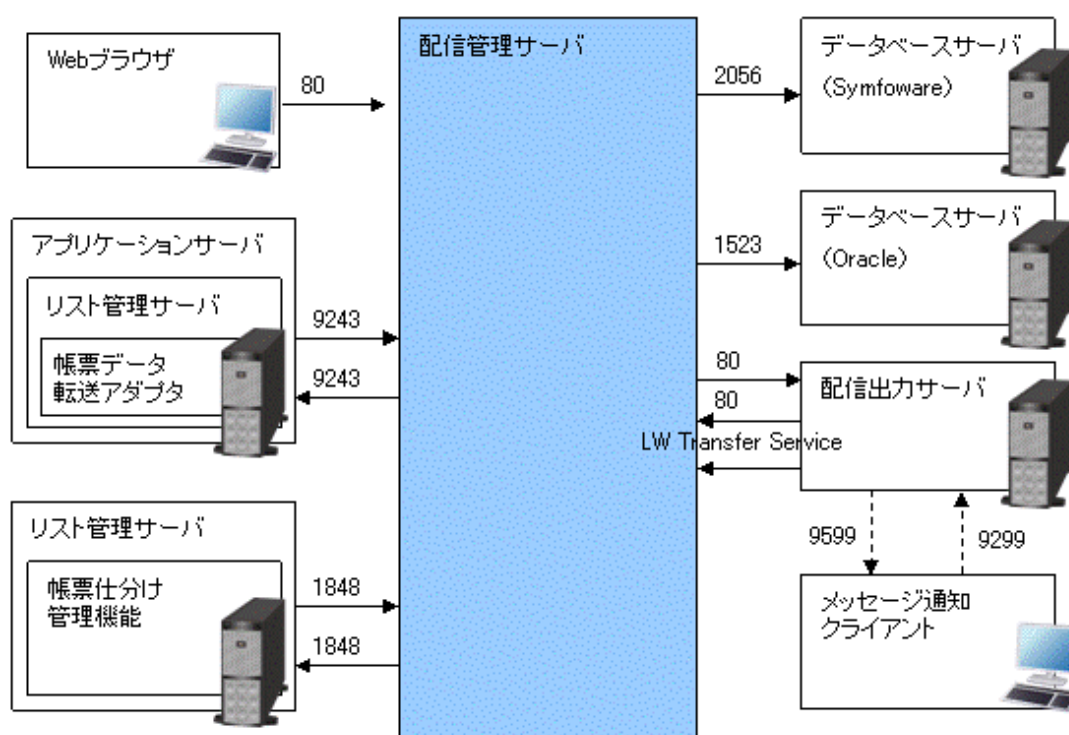 Webブラウザ
80
アプリケーションサーバ
リスト管理サーバ
帳票データ
転送アダプタ
9243
9243
リスト管理サーバ
帳票仕分け
管理機能
1848
1848
配信管理サーバ
2056
データベースサーバ
（Symfoware）
1523
データベースサーバ
（Oracle）
80
80
LW Transfer Service
配信出力サーバ
9599
9299
メッセージ通知
クライアント